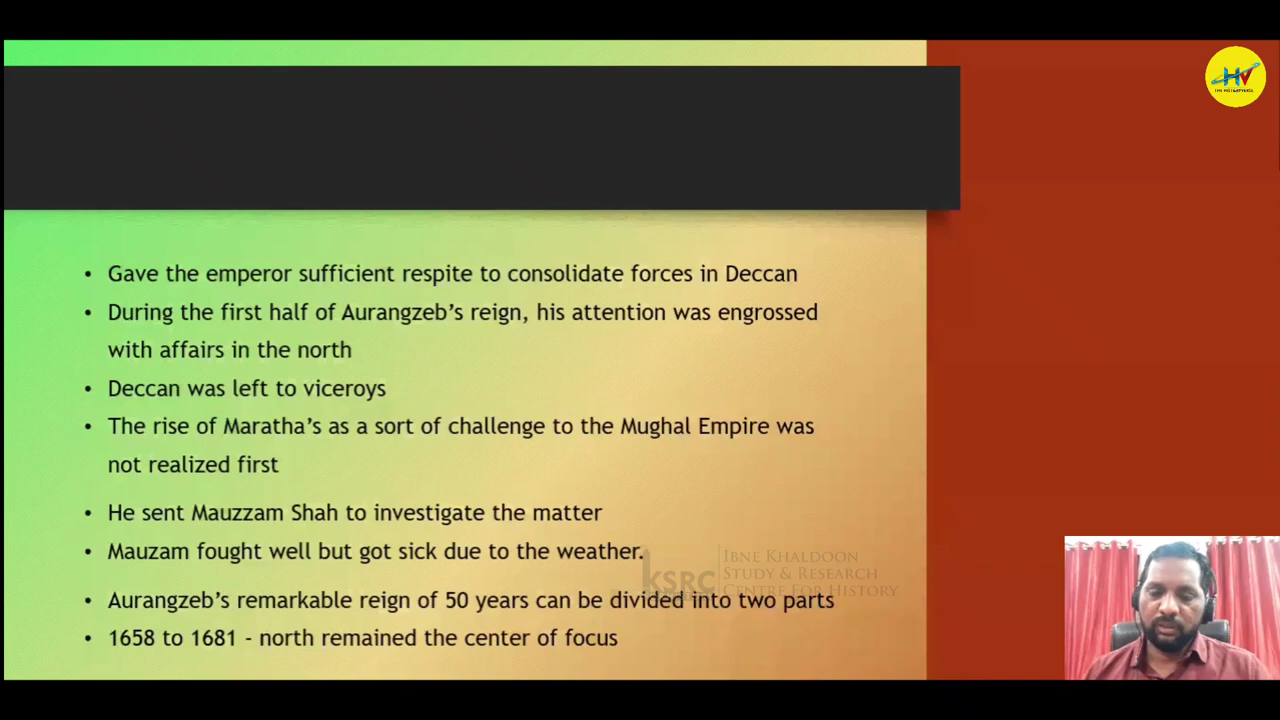 HV
THE HISTORYVERSE
• Gave the emperor sufficient respite to consolidate forces in Deccan
• During the first half of Aurangzeb’s reign, his attention was engrossed
with affairs in the north
• Deccan was left to viceroys
• The rise of Maratha’s as a sort of challenge to the Mughal Empire was
not realized first
• He sent Mauzzam Shah to investigate the matter
• Mauzam fought well but got sick due to the weather.
IBNE KHALDOON
KSRC STUDY & RESEARCH
CENTRE FOR HISTORY
• Aurangzeb’s remarkable reign of 50 years can be divided into two parts
• 1658 to 1681 - north remained the center of focus